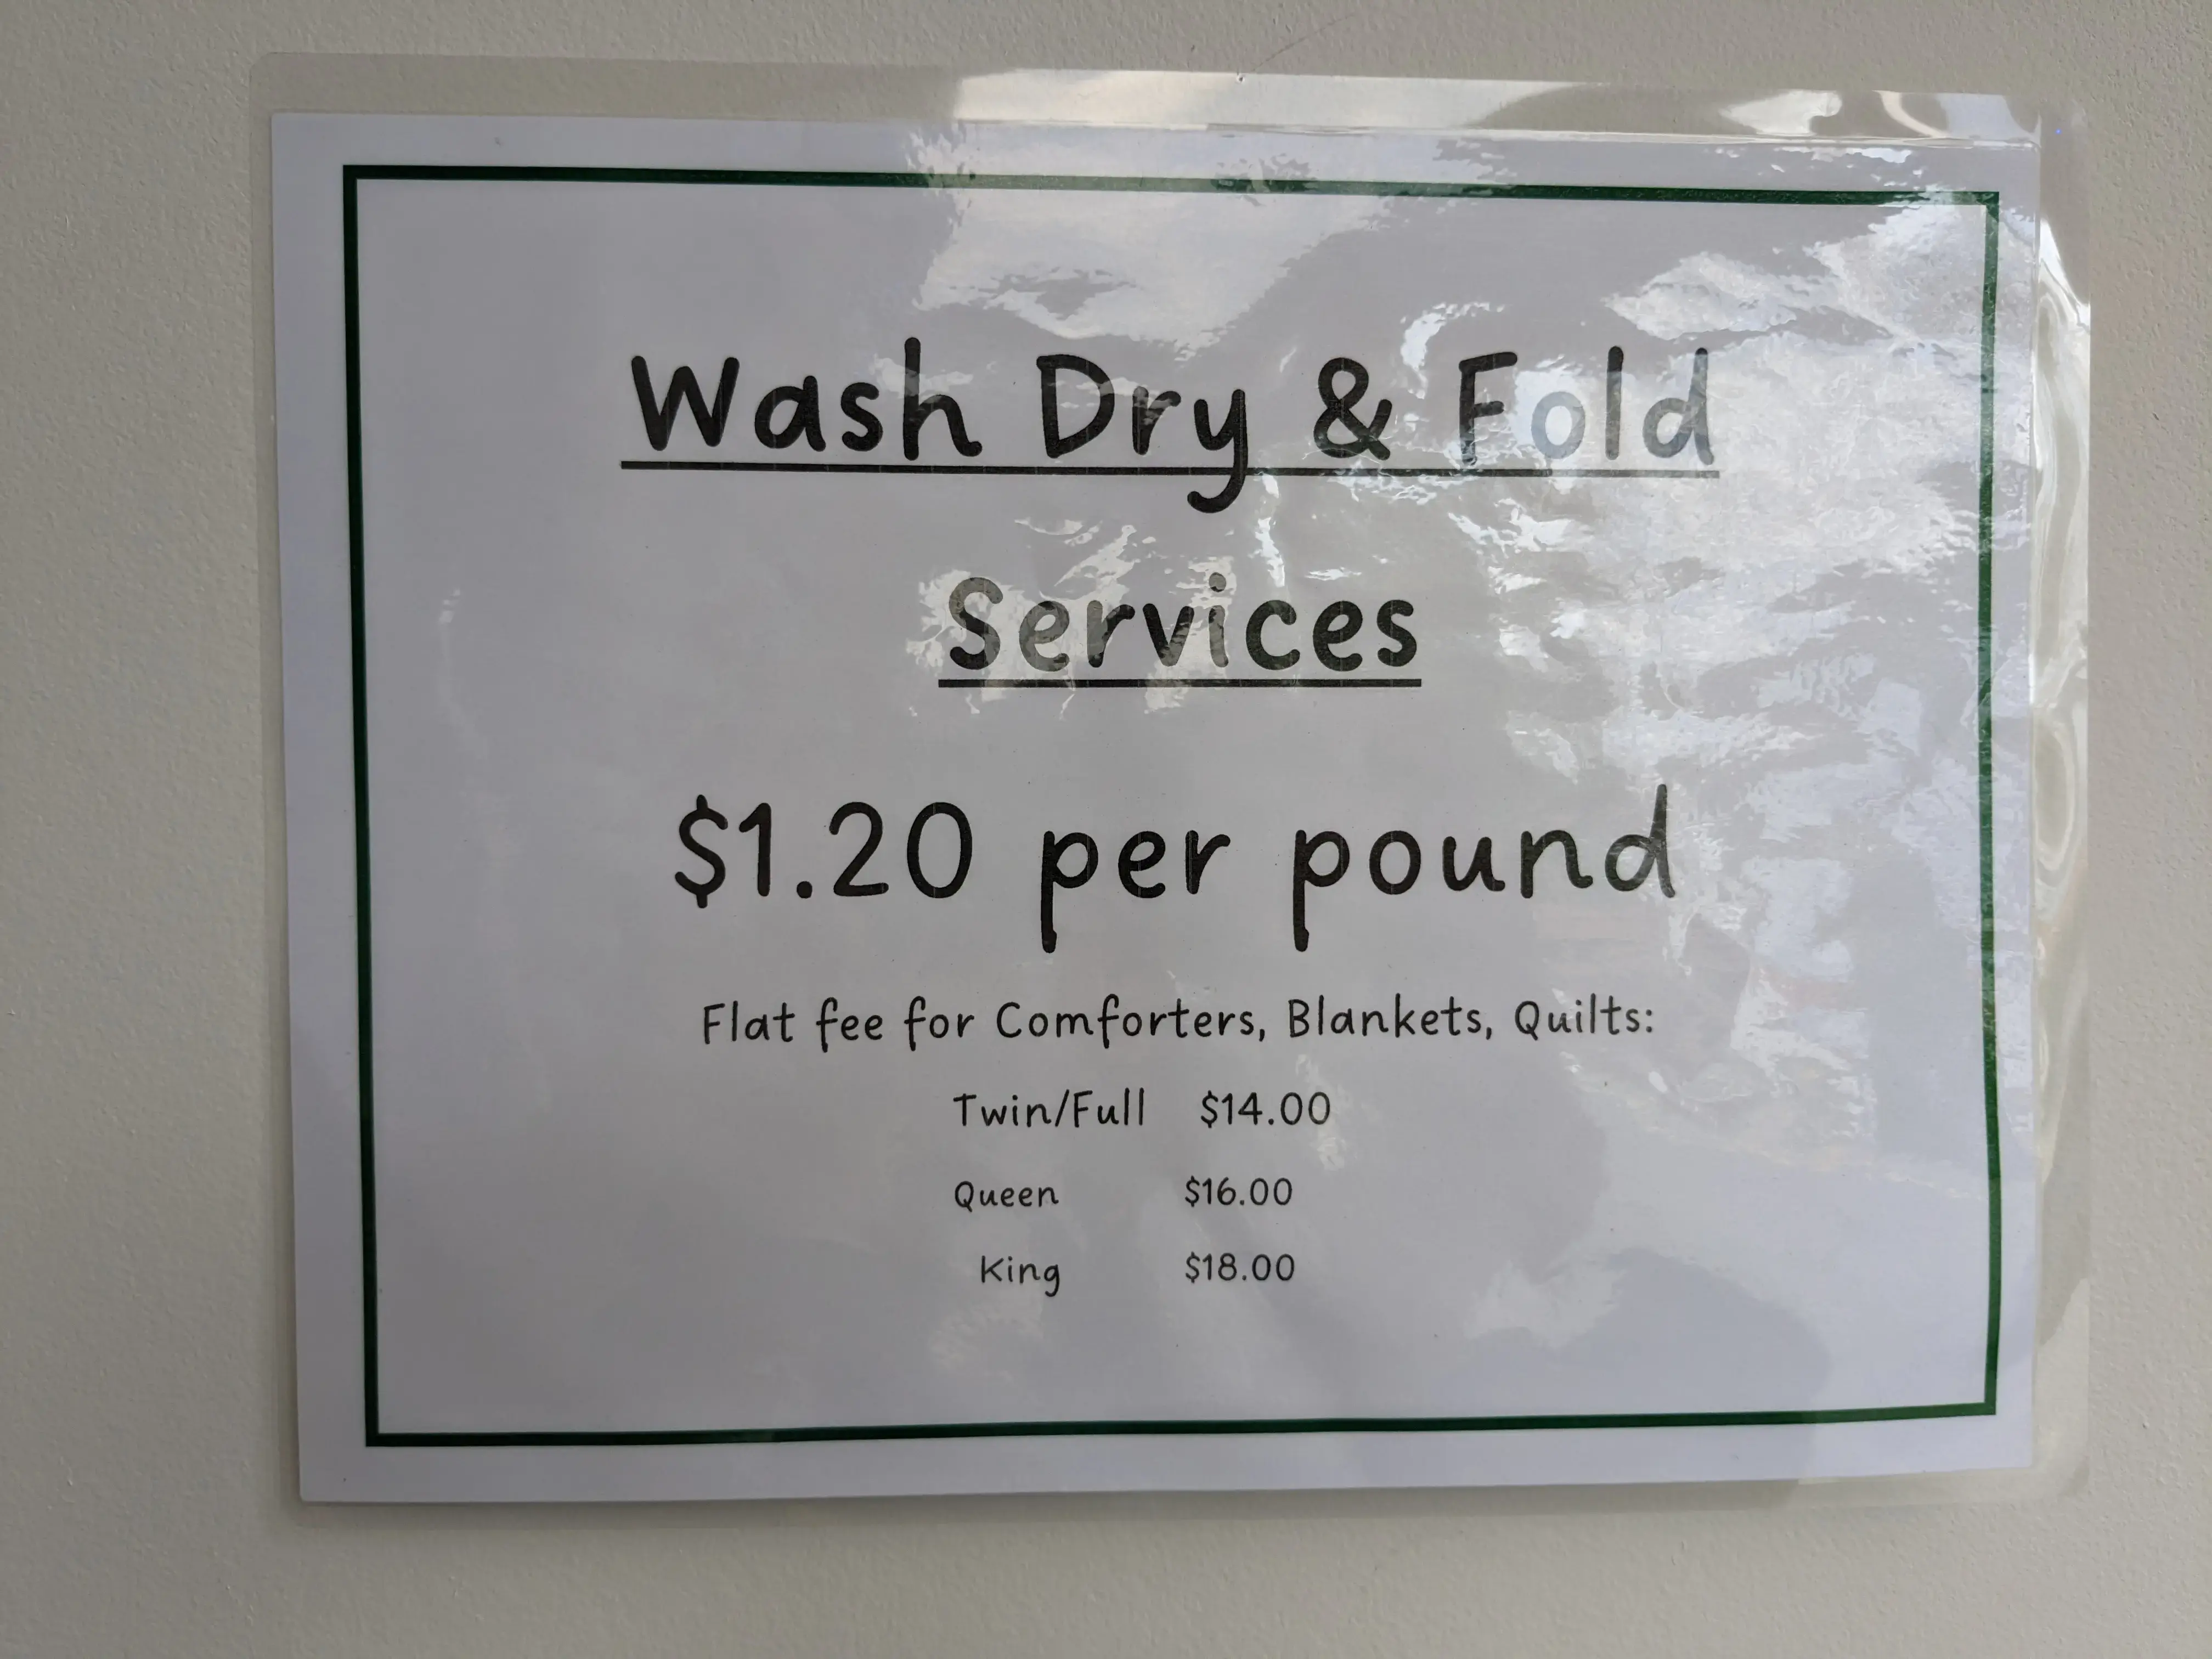 Wash Dry & Fold
Services
$1.20 per pound
Flat fee for Comforters, Blankets, Quilts:
Twin/Full $14.00
Queen $16.00
King $18.00